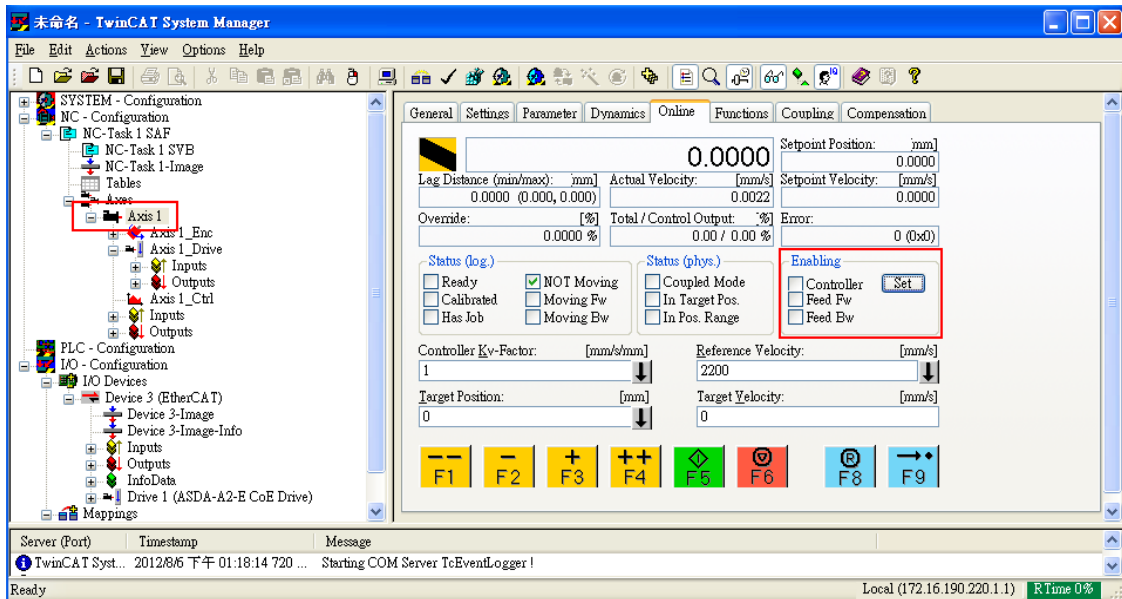 未命名 - TwinCAT System Manager
File Edit Actions View Options Help
SYSTEM - Configuration
NC - Configuration
NC-Task 1 SAF
NC-Task 1 SVB
NC-Task 1-Image
Tables
Axes
Axis 1
Axis 1_Enc
Axis 1_Drive
Inputs
Outputs
Axis 1_Ctrl
Inputs
Outputs
PLC - Configuration
I/O - Configuration
I/O Devices
Device 3 (EtherCAT)
Device 3-Image
Device 3-Image-Info
Inputs
Outputs
InfoData
Drive 1 (ASDA-A2-E CoE Drive)
Mappings
General Settings Parameter Dynamics Online Functions Coupling Compensation
0.0000
Setpoint Position: mm]
0.0000
Lag Distance (min/max): mm] Actual Velocity: [mm/s] Setpoint Velocity: [mm/s]
0.0000 (0.000, 0.000) 0.0022 0.0000
Override: [%] Total / Control Output: %] Error:
0.0000 % 0.00 / 0.00 % 0 (0x0)
Status (log.) Status (phys.) Enabling
Ready NOT Moving Coupled Mode Controller Set
Calibrated Moving Fw In Target Pos. Feed Fw
Has Job Moving Bw In Pos. Range Feed Bw
Controller Kv-Factor: [mm/s/mm] Reference Velocity: [mm/s]
1 2200
Target Position: [mm] Target Velocity: [mm/s]
0 0
-- - + ++
F1 F2 F3 F4 F5 F6 F8 F9
Server (Port) Timestamp Message
TwinCAT Syst... 2012/8/6 下午 01:18:14 720 ... Starting COM Server TcEventLogger !
Ready Local (172.16.190.220.1.1) RTime 0%